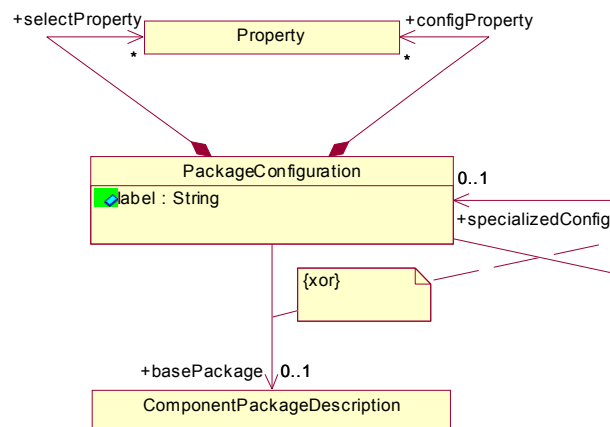 +selectProperty
Property
+configProperty
*
*
PackageConfiguration
label : String
0..1
+specializedConfig
{xor}
+basePackage
0..1
ComponentPackageDescription